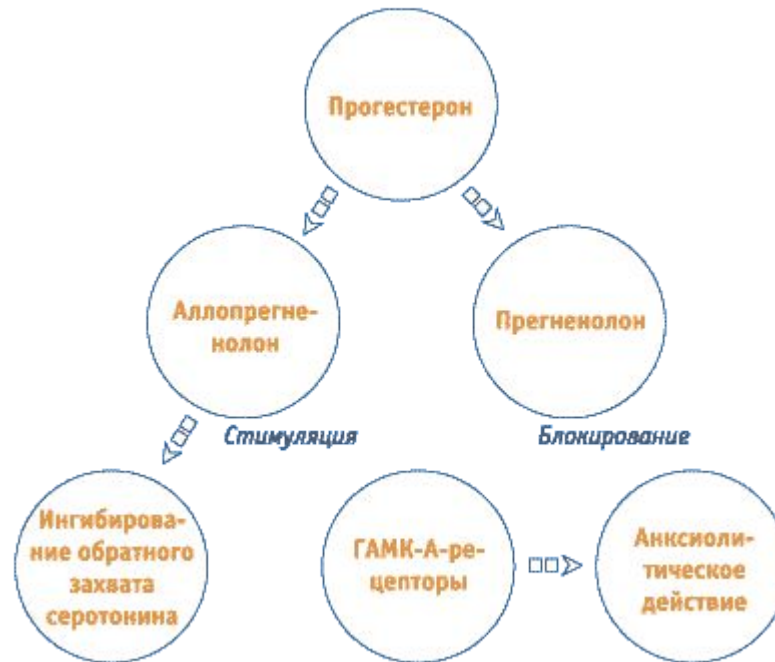 Прогестерон
Аллопрегне-
нолон
Прегненолон
Стимуляция
Блокирование
Ингибирова-
ние обратного
захвата
серотонина
ГАМК-А-ре-
цепторы
Анксиоли-
тическое
действие